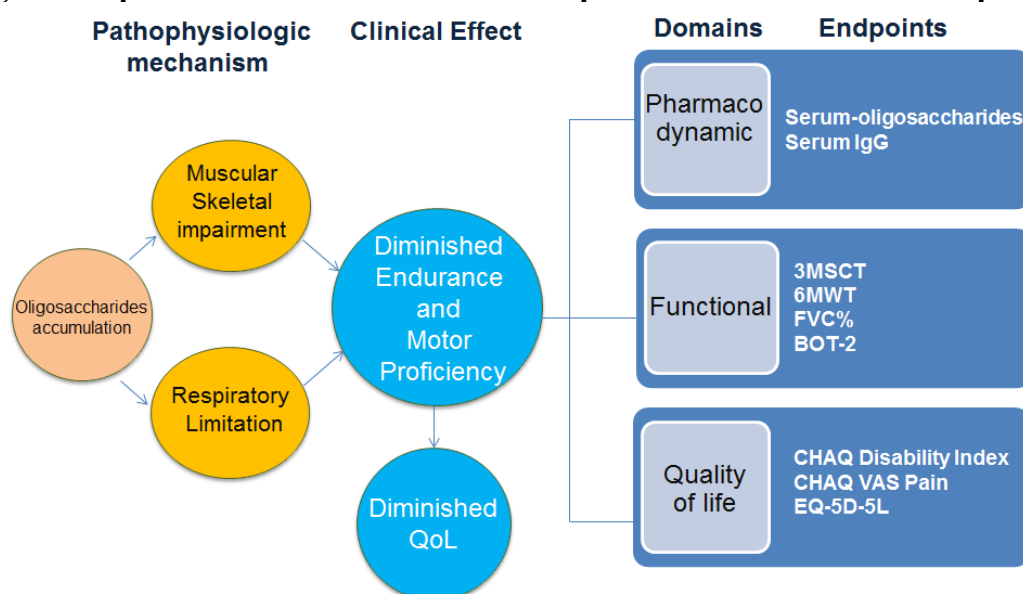 Pathophysiologic
mechanism
Clinical Effect
Domains
Endpoints
Oligosaccharides
accumulation
Muscular
Skeletal
impairment
Respiratory
Limitation
Diminished
Endurance
and
Motor
Proficiency
Diminished
QoL
Pharmaco
dynamic
Serum-oligosaccharides
Serum IgG
Functional
3MSCT
6MWT
FVC%
BOT-2
Quality
of life
CHAQ Disability Index
CHAQ VAS Pain
EQ-5D-5L